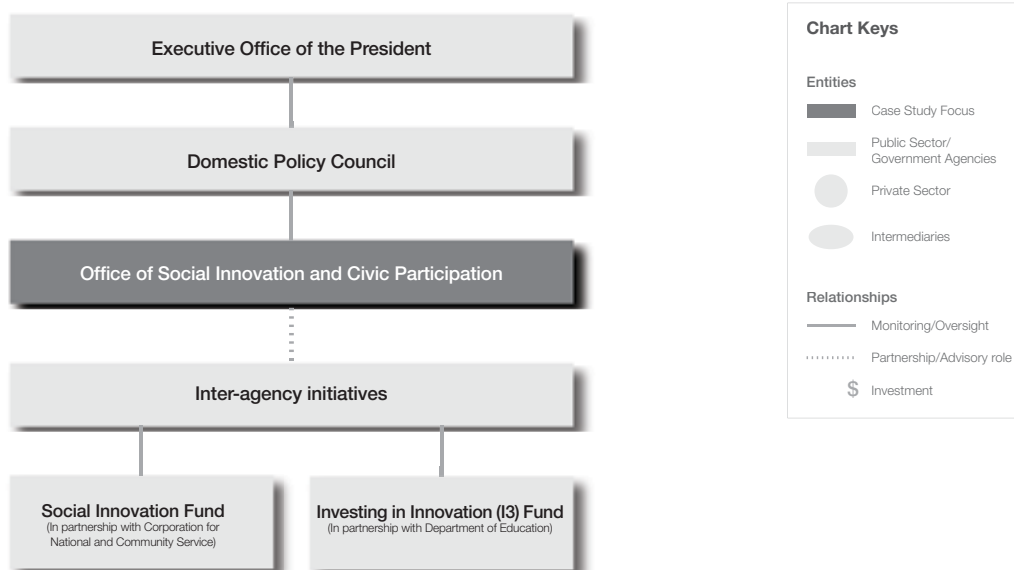 Executive Office of the President
Domestic Policy Council
Office of Social Innovation and Civic Participation
Inter-agency initiatives
Social Innovation Fund
(In partnership with Corporation for
National and Community Service)
Investing in Innovation (I3) Fund
(In partnership with Department of Education)
Chart Keys
Entities
Case Study Focus
Public Sector/
Government Agencies
Private Sector
Intermediaries
Relationships
Monitoring/Oversight
Partnership/Advisory role
$ Investment